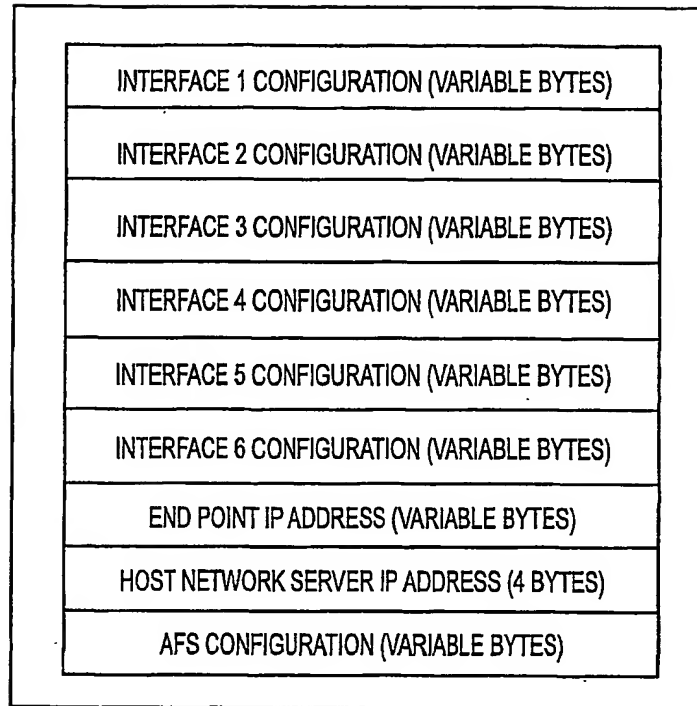 INTERFACE 1 CONFIGURATION (VARIABLE BYTES)
INTERFACE 2 CONFIGURATION (VARIABLE BYTES)
INTERFACE 3 CONFIGURATION (VARIABLE BYTES)
INTERFACE 4 CONFIGURATION (VARIABLE BYTES)
INTERFACE 5 CONFIGURATION (VARIABLE BYTES)
INTERFACE 6 CONFIGURATION (VARIABLE BYTES)
END POINT IP ADDRESS (VARIABLE BYTES)
HOST NETWORK SERVER IP ADDRESS (4 BYTES)
AFS CONFIGURATION (VARIABLE BYTES)